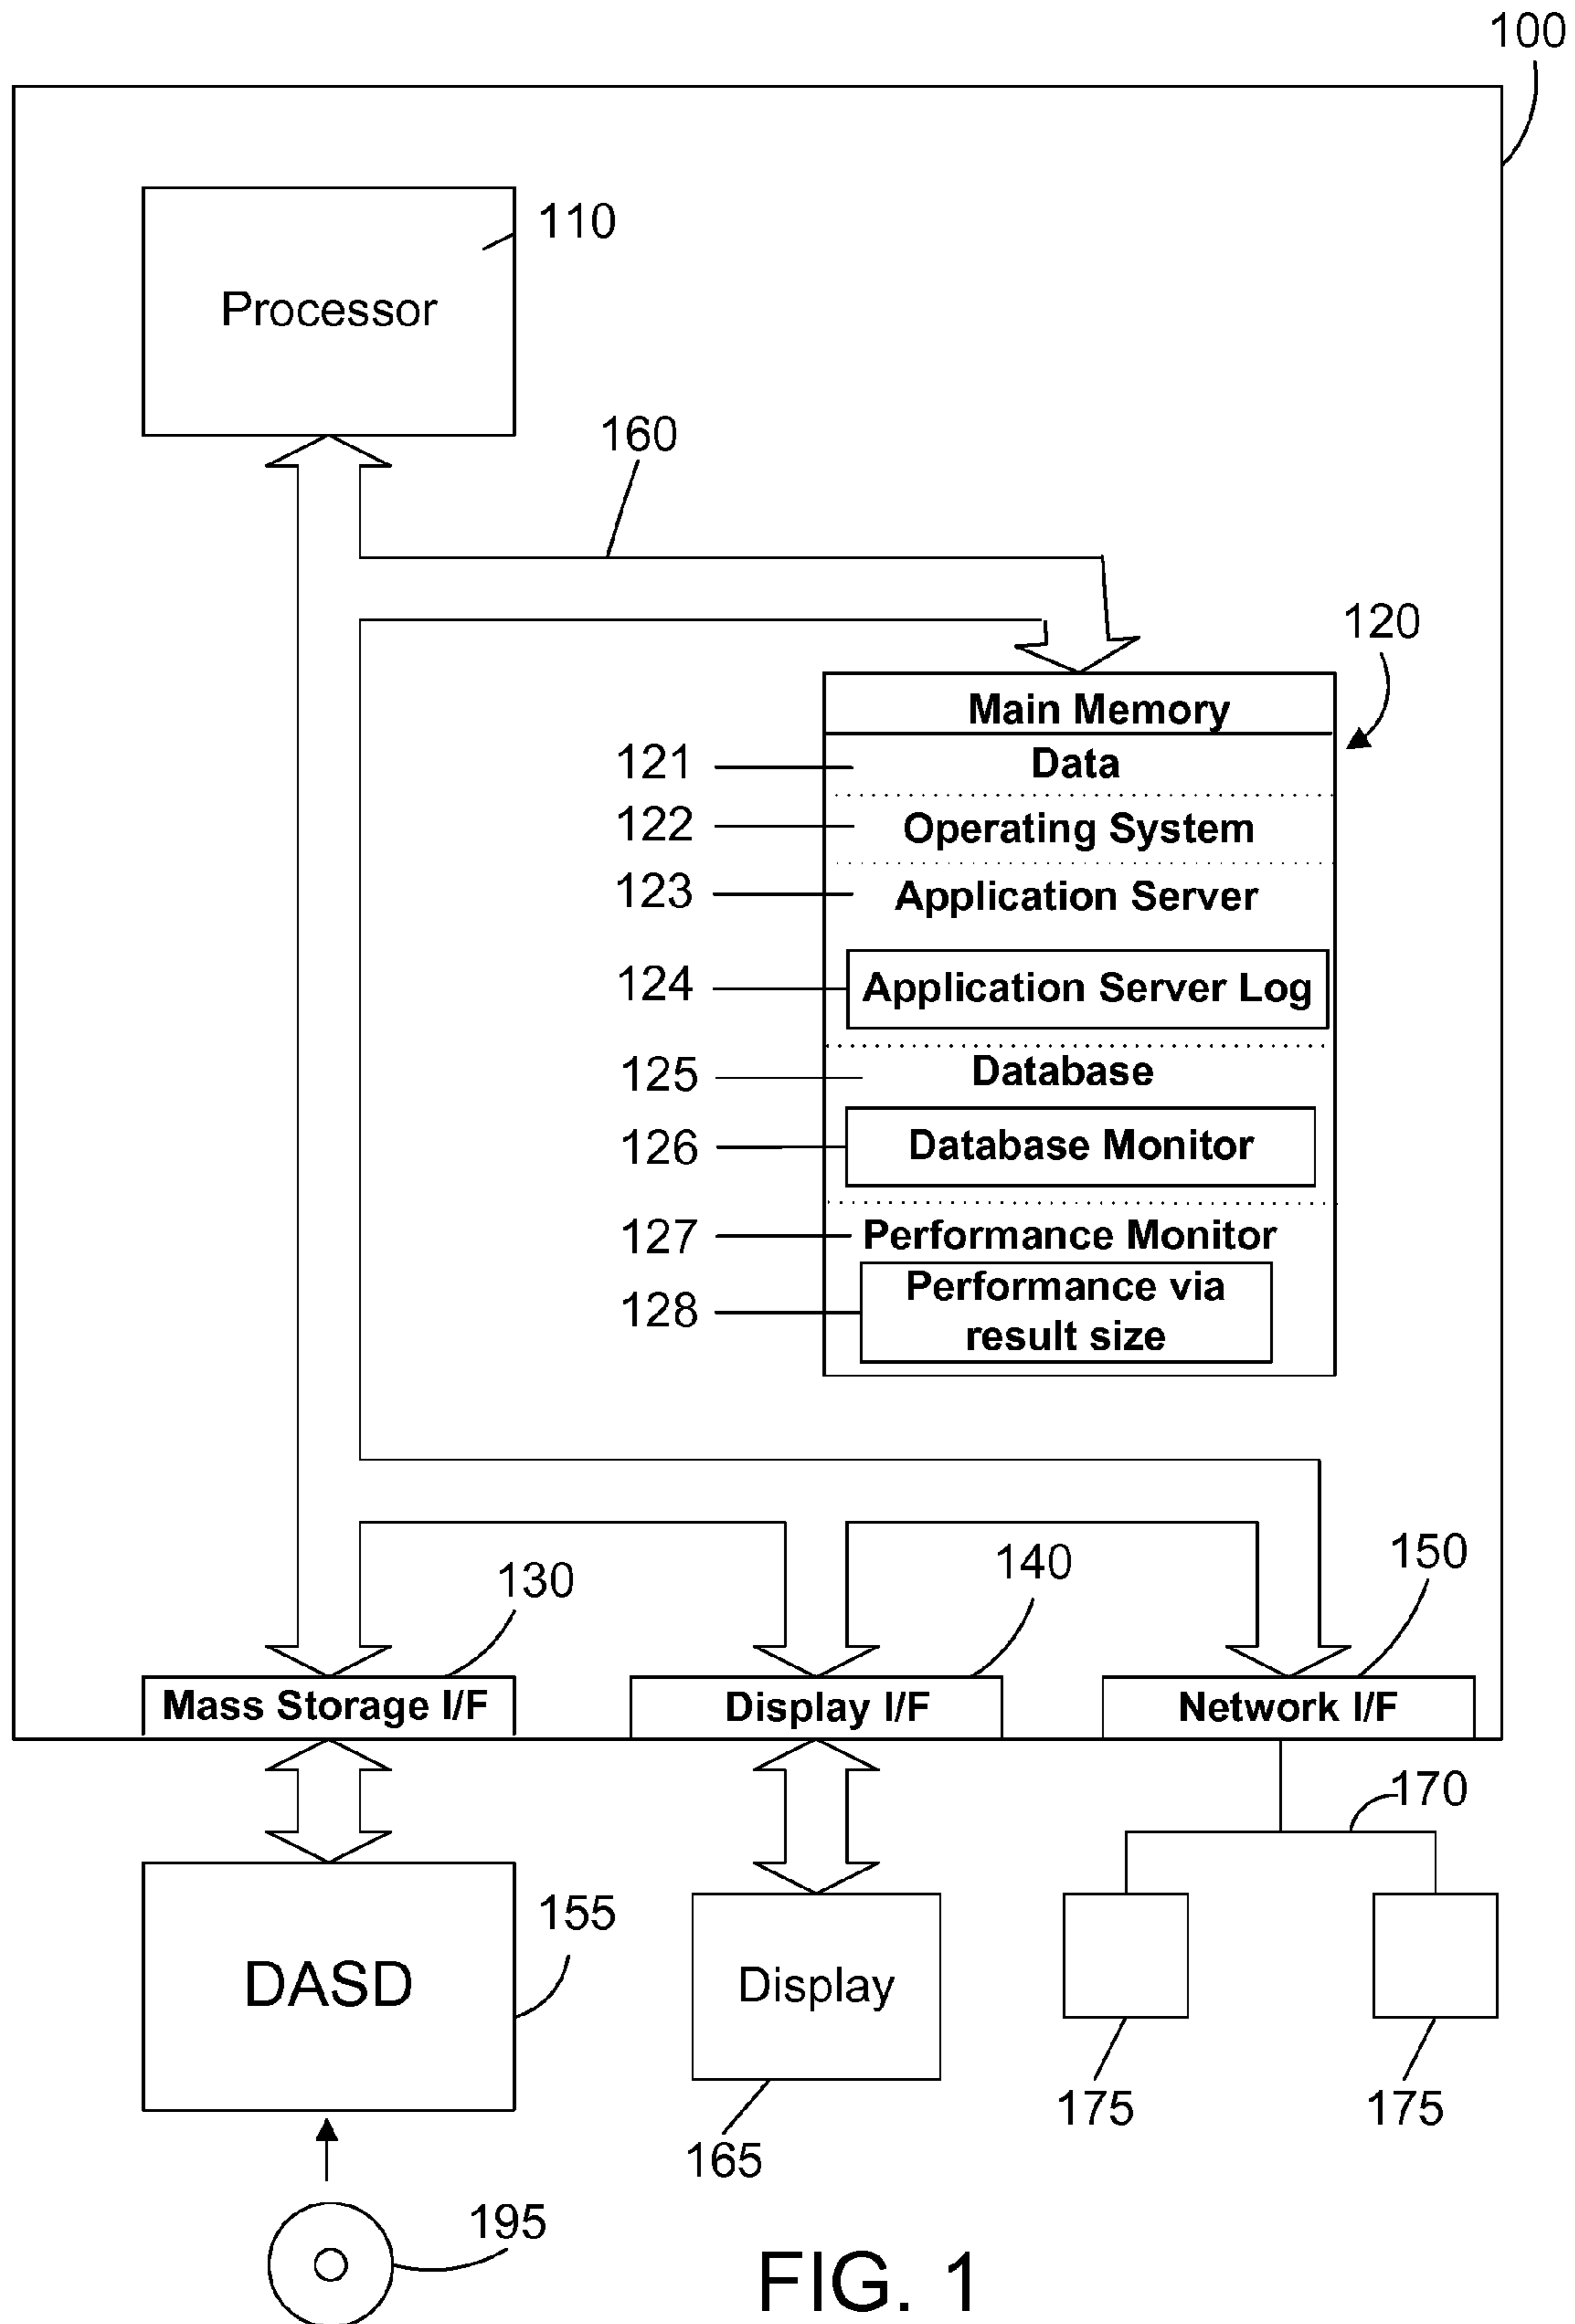 100
110
Processor
160
120
Main Memory
121 Data
122 Operating System
123 Application Server
124 Application Server Log
125 Database
126 Database Monitor
127 Performance Monitor
128 Performance via
result size
130
140
150
Mass Storage I/F
Display I/F
Network I/F
170
155
DASD
Display
175
175
165
195
FIG. 1